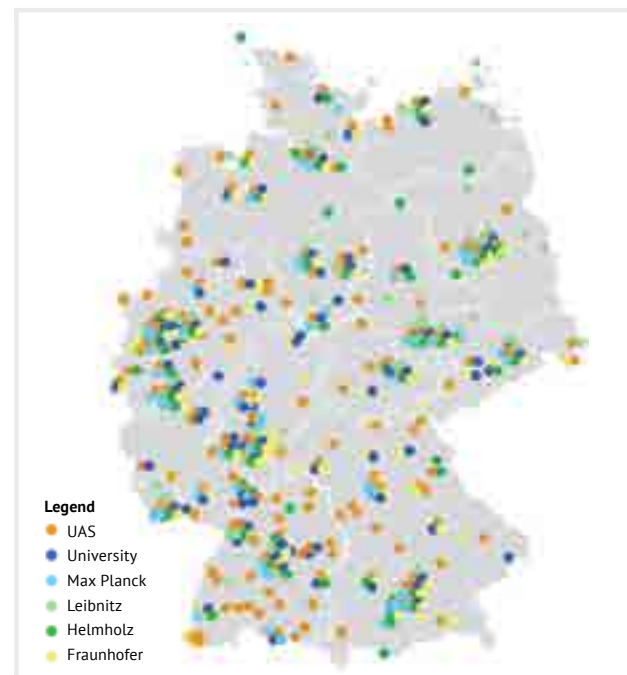 Legend
UAS
University
Max Planck
Leibnitz
Helmholz
Fraunhofer